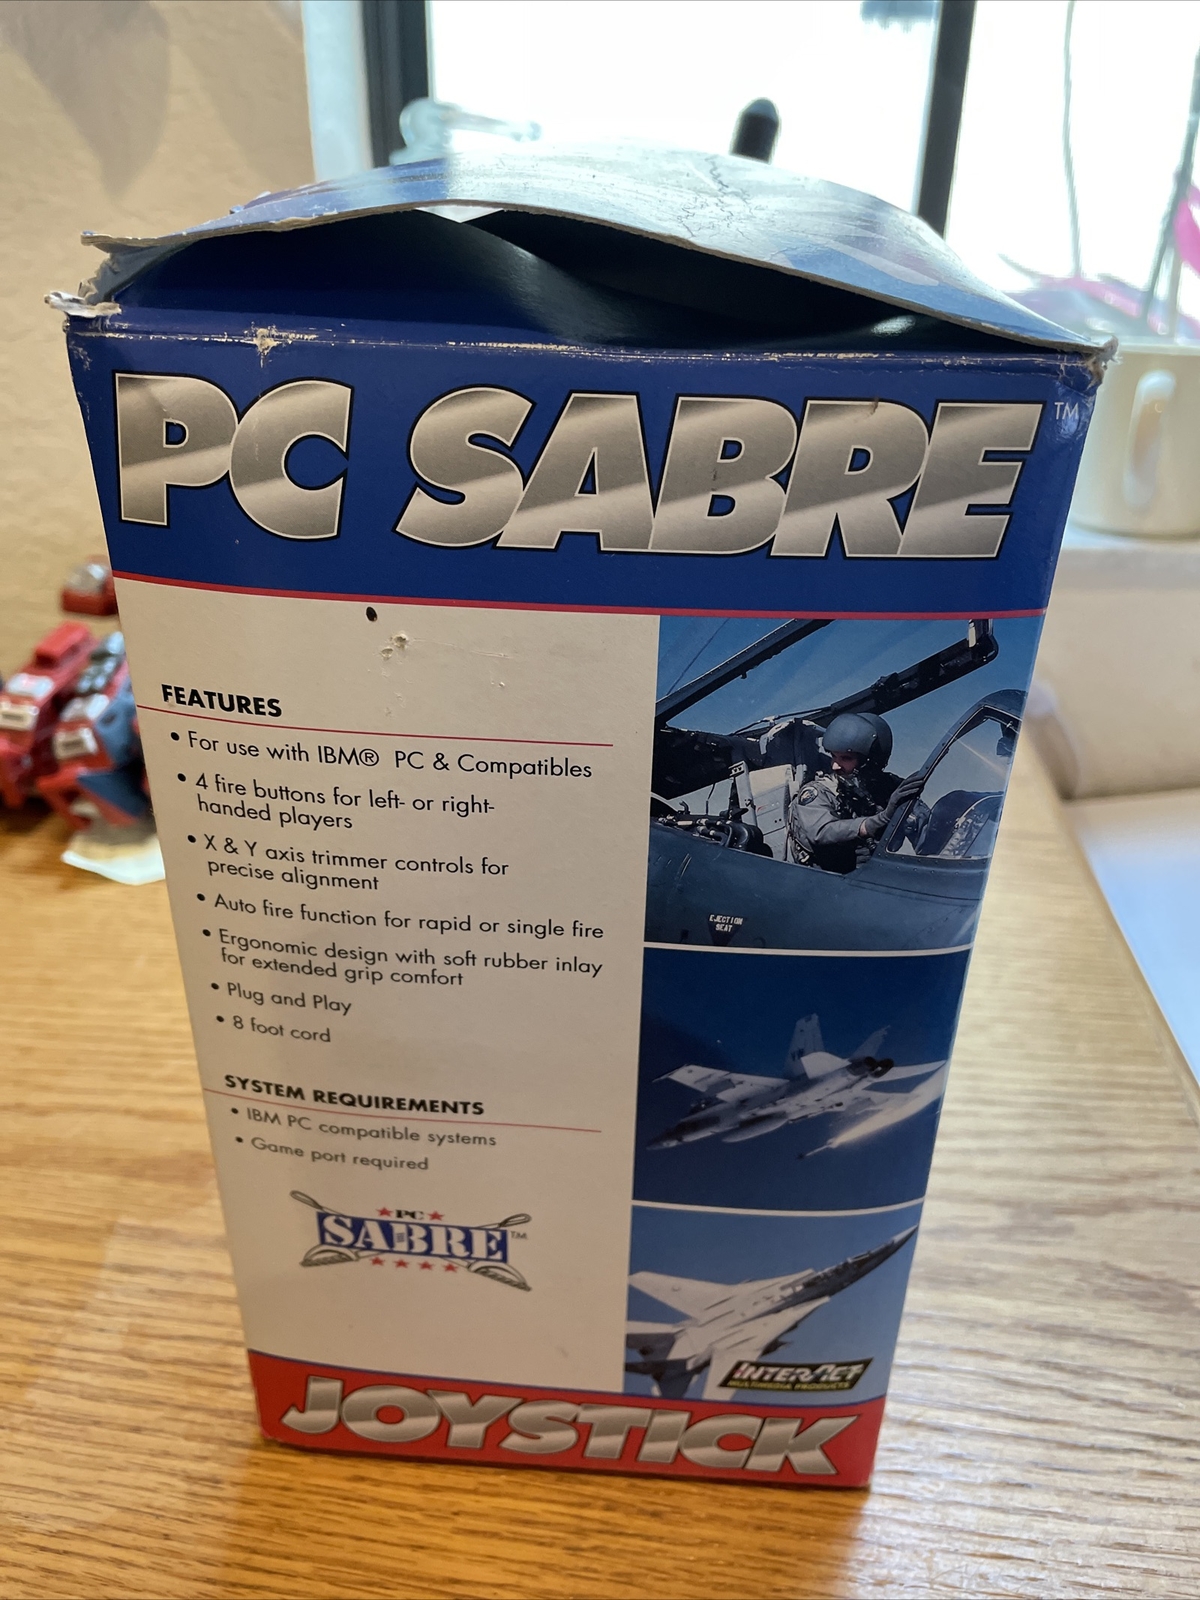 PC SABRE™
FEATURES
• For use with IBM® PC & Compatibles
• 4 fire buttons for left- or right-
handed players
• X & Y axis trimmer controls for
precise alignment
• Auto fire function for rapid or single fire
• Ergonomic design with soft rubber inlay
for extended grip comfort
• Plug and Play
• 8 foot cord
SYSTEM REQUIREMENTS
• IBM PC compatible systems
• Game port required
PC
SABRE™
EJECTION
SEAT
INTERACT
MULTIMEDIA PRODUCTS
JOYSTICK